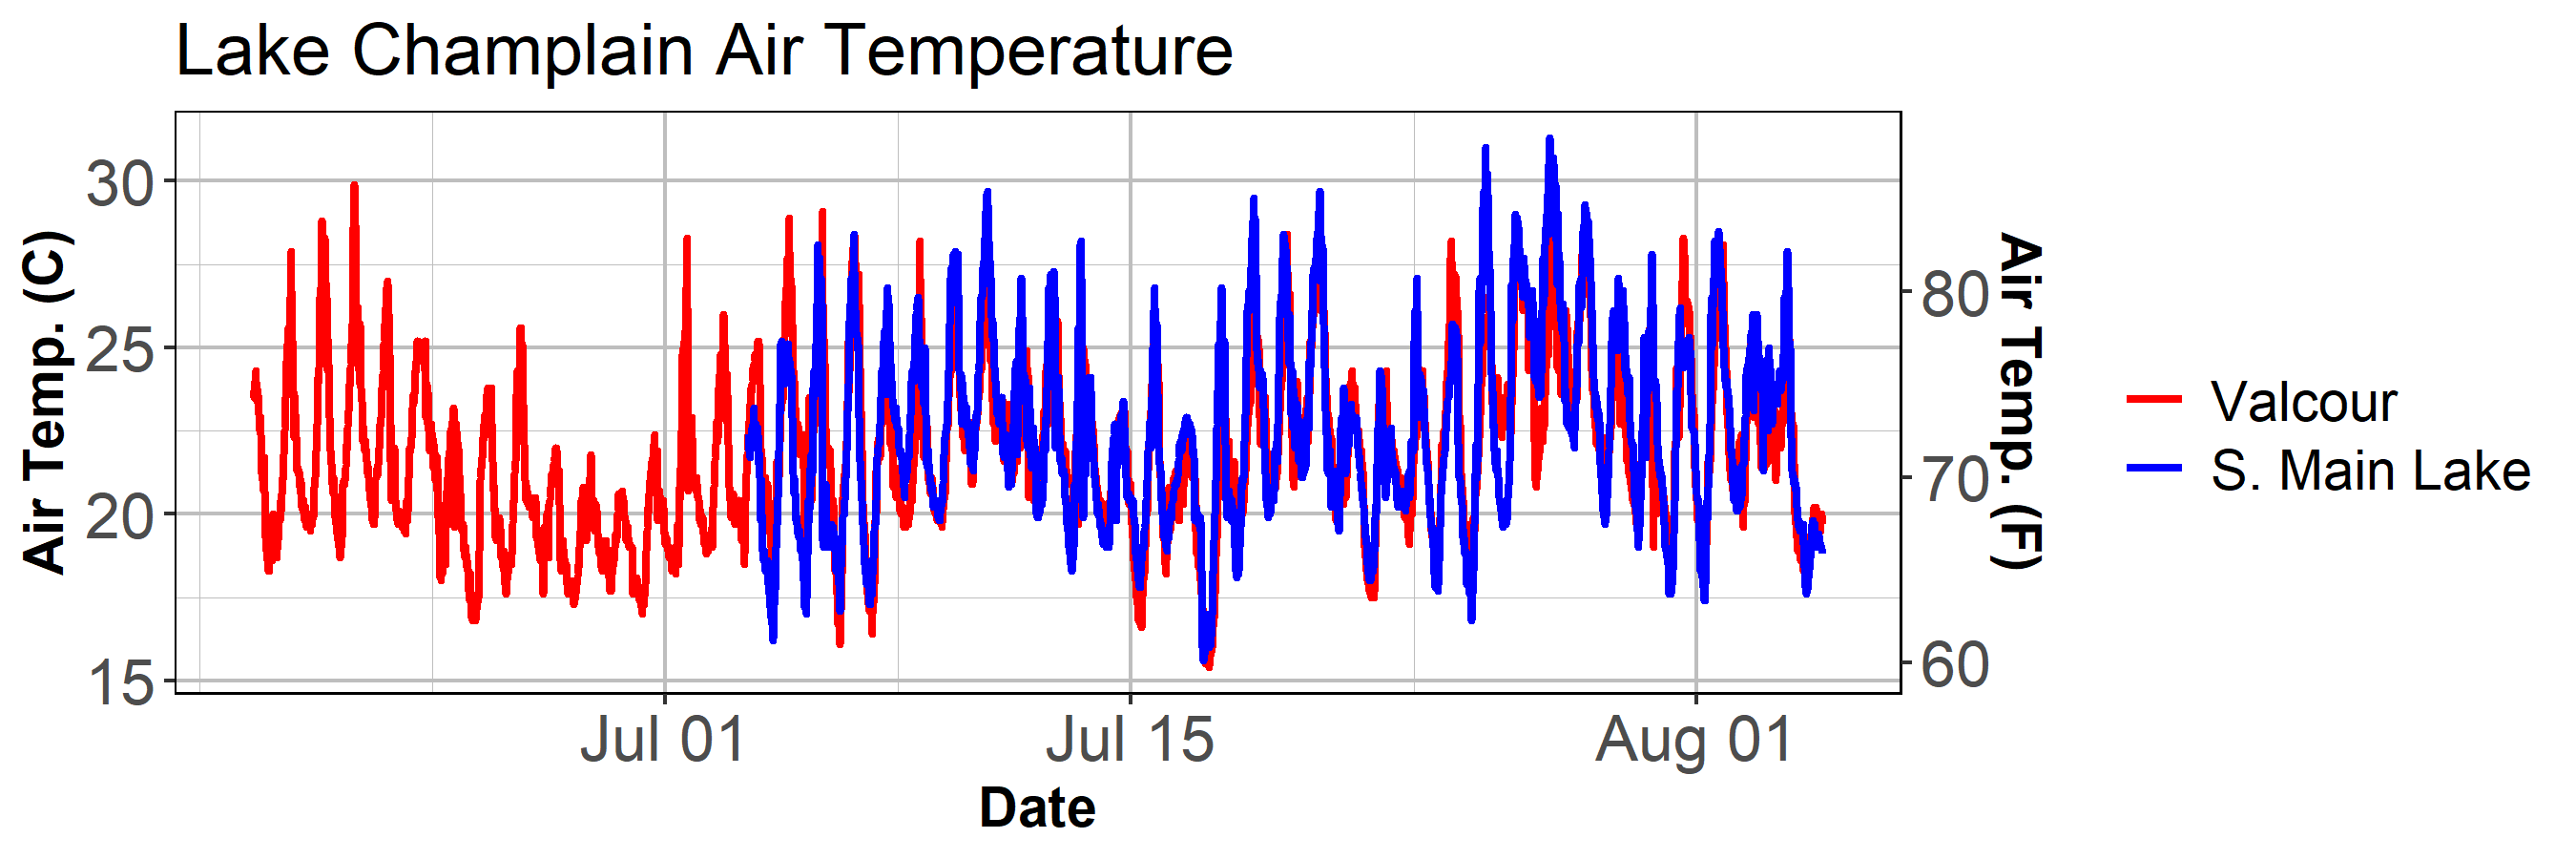 Lake Champlain Air Temperature
Air Temp. (C)
30
25
20
15
Jul 01 Jul 15 Aug 01
Date
80
70
60
Air Temp. (F)
Valcour
S. Main Lake